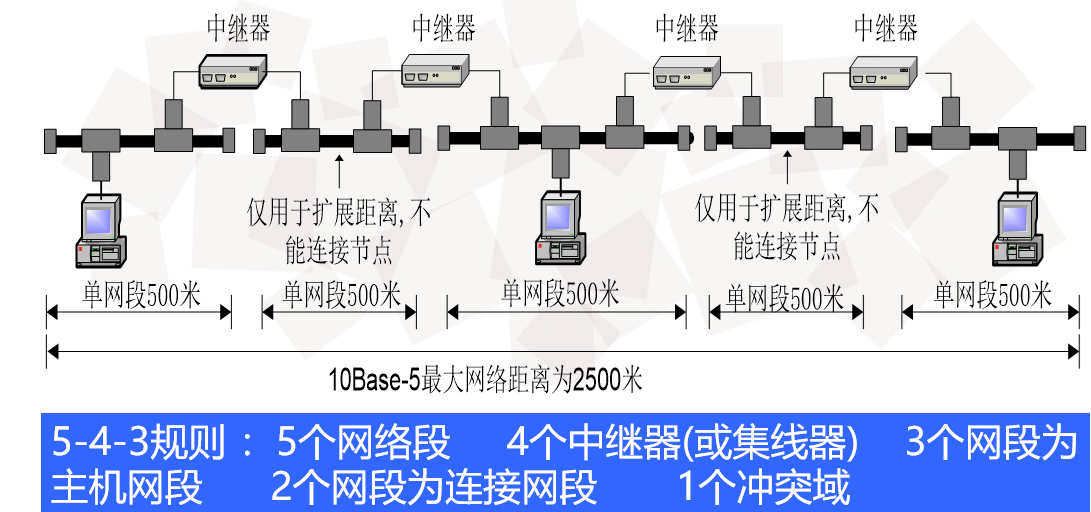 中继器
中继器
中继器
中继器
仅用于扩展距离,不
能连接节点
仅用于扩展距离,不
能连接节点
单网段500米
单网段500米
单网段500米
单网段500米
单网段500米
10Base-5最大网络距离为2500米
5-4-3规则 ： 5个网络段 4个中继器(或集线器) 3个网段为
主机网段 2个网段为连接网段 1个冲突域